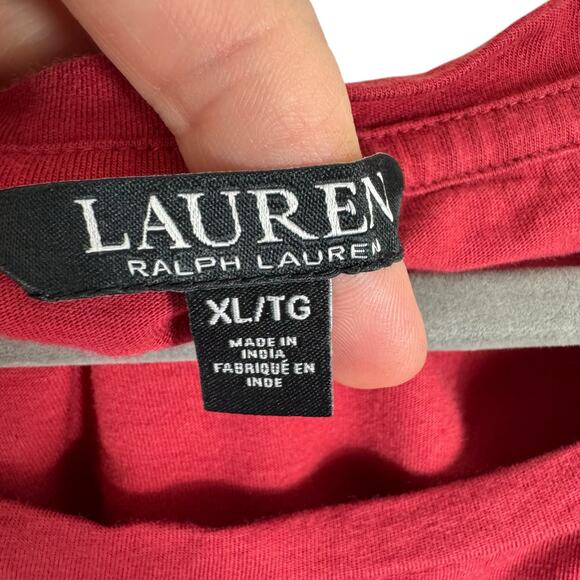 LAUREN
RALPH LAUREN
XL/TG
MADE IN
INDIA
FABRIQUÉ EN
INDE